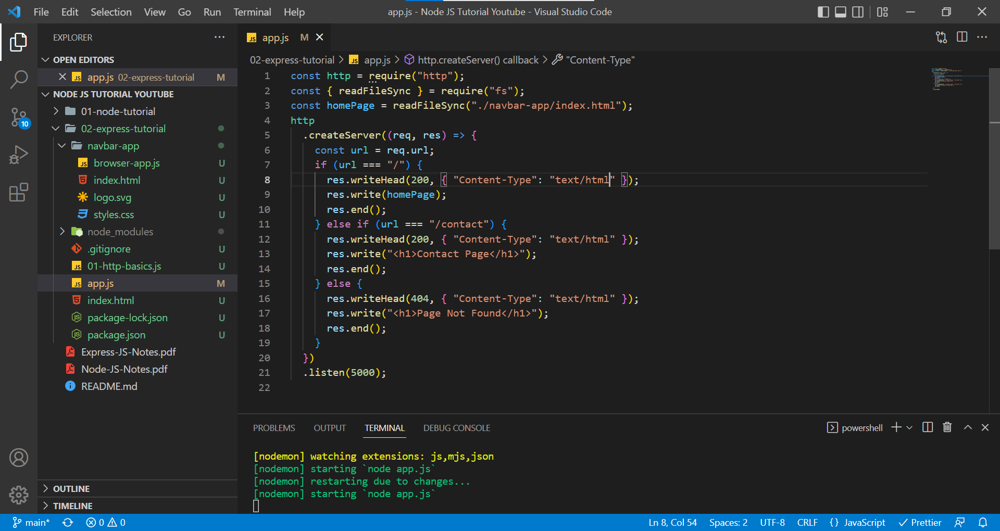 File Edit Selection View Go Run Terminal Help
app.js - Node JS Tutorial Youtube - Visual Studio Code
EXPLORER
OPEN EDITORS
app.js 02-express-tutorial M
NODE JS TUTORIAL YOUTUBE
01-node-tutorial
02-express-tutorial
navbar-app
browser-app.js U
index.html U
logo.svg U
styles.css U
node_modules
.gitignore U
01-http-basics.js U
app.js M
index.html U
package-lock.json U
package.json U
Express-JS-Notes.pdf
Node-JS-Notes.pdf
README.md
OUTLINE
TIMELINE
10
JS app.js M
02-express-tutorial > JS app.js > http.createServer() callback > "Content-Type"
1 const http = require("http");
2 const { readFileSync } = require("fs");
3 const homePage = readFileSync("./navbar-app/index.html");
4 http
5 .createServer((req, res) => {
6 const url = req.url;
7 if (url === "/") {
8 res.writeHead(200, { "Content-Type": "text/html" });
9 res.write(homePage);
10 res.end();
11 } else if (url === "/contact") {
12 res.writeHead(200, { "Content-Type": "text/html" });
13 res.write("<h1>Contact Page</h1>");
14 res.end();
15 } else {
16 res.writeHead(404, { "Content-Type": "text/html" });
17 res.write("<h1>Page Not Found</h1>");
18 res.end();
19 }
20 })
21 .listen(5000);
22
PROBLEMS OUTPUT TERMINAL DEBUG CONSOLE
powershell
[nodemon] watching extensions: js,mjs,json
[nodemon] starting `node app.js`
[nodemon] restarting due to changes...
[nodemon] starting `node app.js`
main* 0 0
Ln 8, Col 54 Spaces: 2 UTF-8 CRLF {} JavaScript Prettier